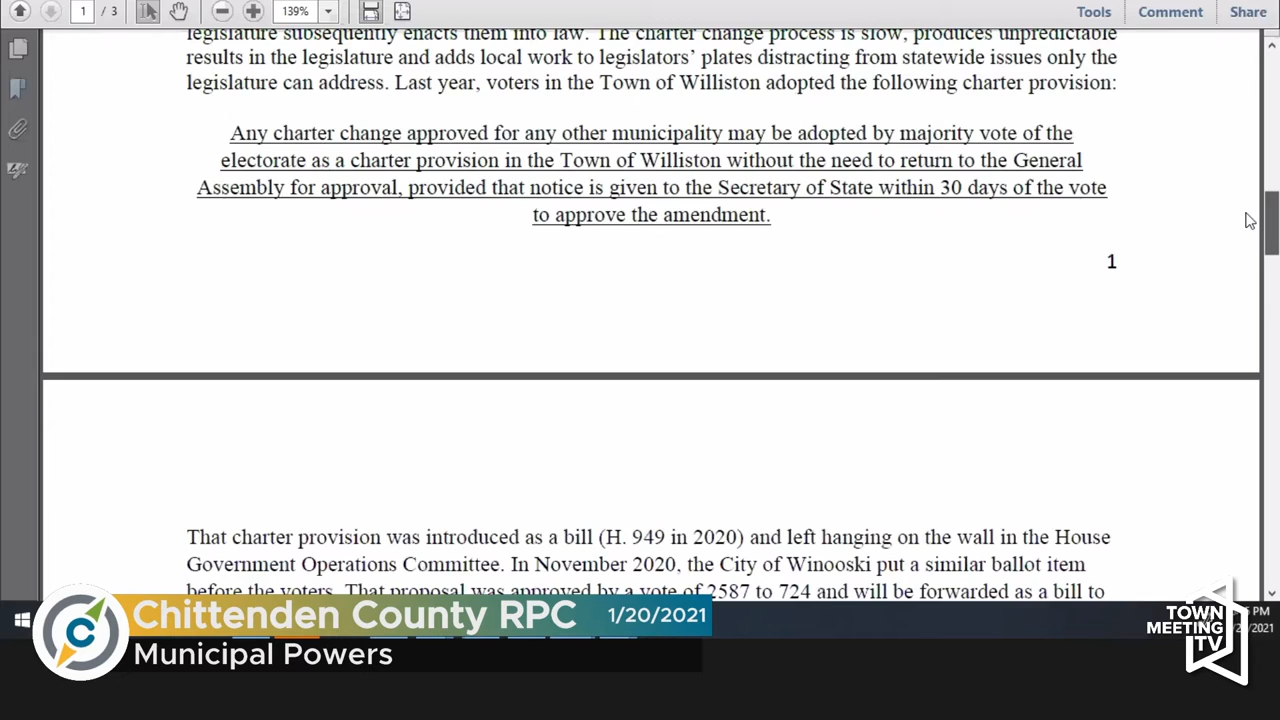 1 / 3
139%
Tools
Comment
Share
legislature subsequently enacts them into law. The charter change process is slow, produces unpredictable
results in the legislature and adds local work to legislators' plates distracting from statewide issues only the
legislature can address. Last year, voters in the Town of Williston adopted the following charter provision:
Any charter change approved for any other municipality may be adopted by majority vote of the
electorate as a charter provision in the Town of Williston without the need to return to the General
Assembly for approval, provided that notice is given to the Secretary of State within 30 days of the vote
to approve the amendment.
1
That charter provision was introduced as a bill (H. 949 in 2020) and left hanging on the wall in the House
Government Operations Committee. In November 2020, the City of Winooski put a similar ballot item
before the voters. That proposal was approved by a vote of 2587 to 724 and will be forwarded as a bill to
Chittenden County RPC
1/20/2021
Municipal Powers
C
TOWN
MEETING
TV
PM
2021